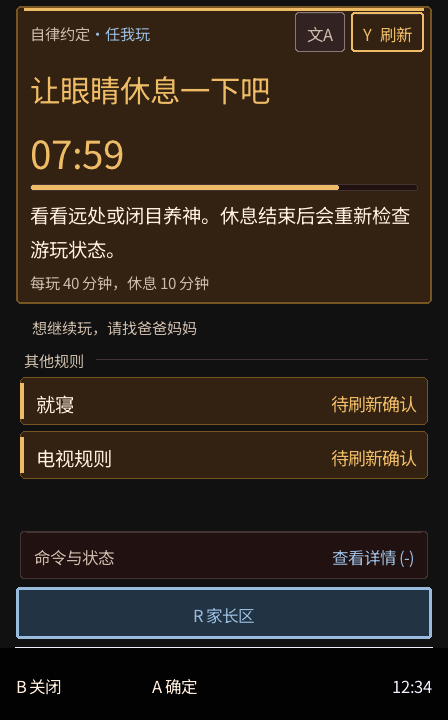 自律约定·任我玩
文A
Y 刷新
让眼睛休息一下吧
07:59
看看远处或闭目养神。休息结束后会重新检查
游玩状态。
每玩 40 分钟，休息 10 分钟
想继续玩，请找爸爸妈妈
其他规则
就寝 待刷新确认
电视规则 待刷新确认
命令与状态 查看详情 (-)
R 家长区
B 关闭 A 确定 12:34